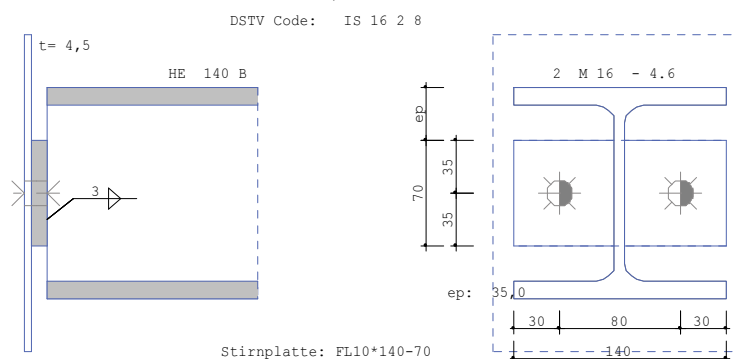 DSTV Code: IS 16 2 8
t= 4,5
HE 140 B
2 M 16 - 4.6
ep
3
70
35
35
ep: 35,0
30 80 30
Stirnplatte: FL10*140-70
140